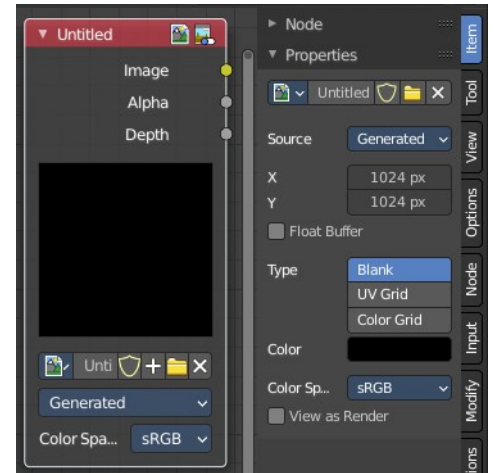 Untitled
Image
Alpha
Depth
Unti
Generated
Color Spa... sRGB
Node
Properties
Untitled
Source Generated
X 1024 px
Y 1024 px
Float Buffer
Type Blank
UV Grid
Color Grid
Color
Color Sp... sRGB
View as Render
Item
Tool
View
Options
Node
Input
Modify
ons